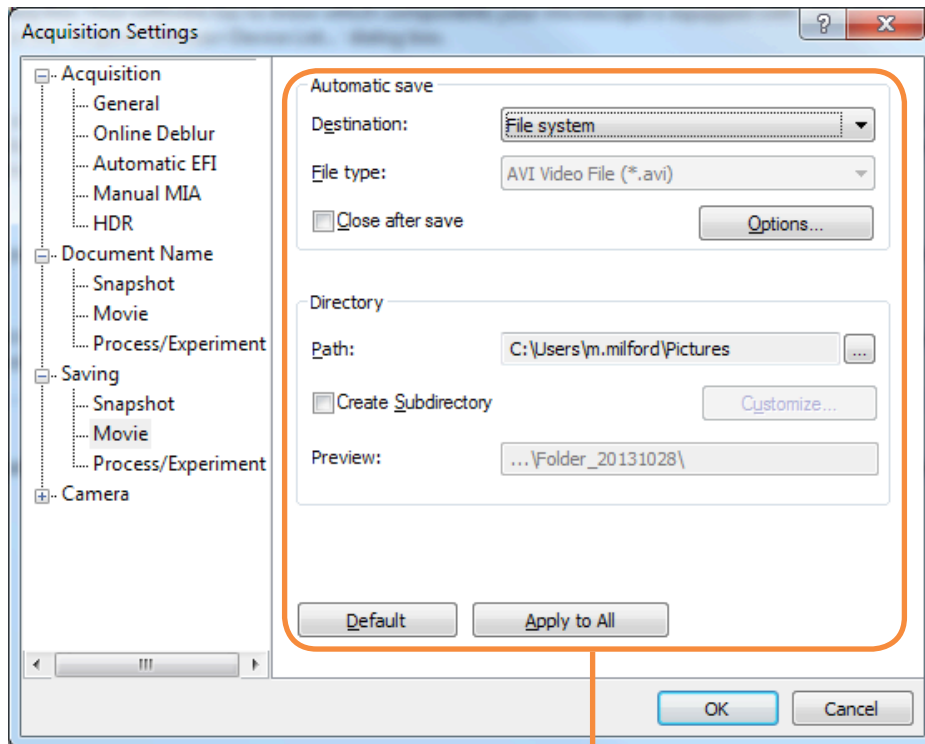 Acquisition Settings
Acquisition
General
Online Deblur
Automatic EFI
Manual MIA
HDR
Document Name
Snapshot
Movie
Process/Experiment
Saving
Snapshot
Movie
Process/Experiment
Camera
Automatic save
Destination: File system
File type: AVI Video File (*.avi)
Close after save Options...
Directory
Path: C:\Users\m.milford\Pictures ...
Create Subdirectory Customize...
Preview: ...\Folder_20131028\
Default Apply to All
OK Cancel